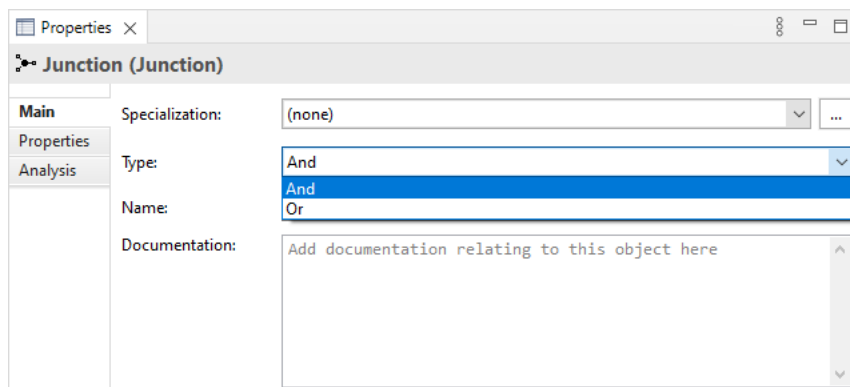 Properties
Junction (Junction)
Main
Specialization:
(none)
...
Properties
Type:
And
Analysis
And
Name:
Or
Documentation:
Add documentation relating to this object here